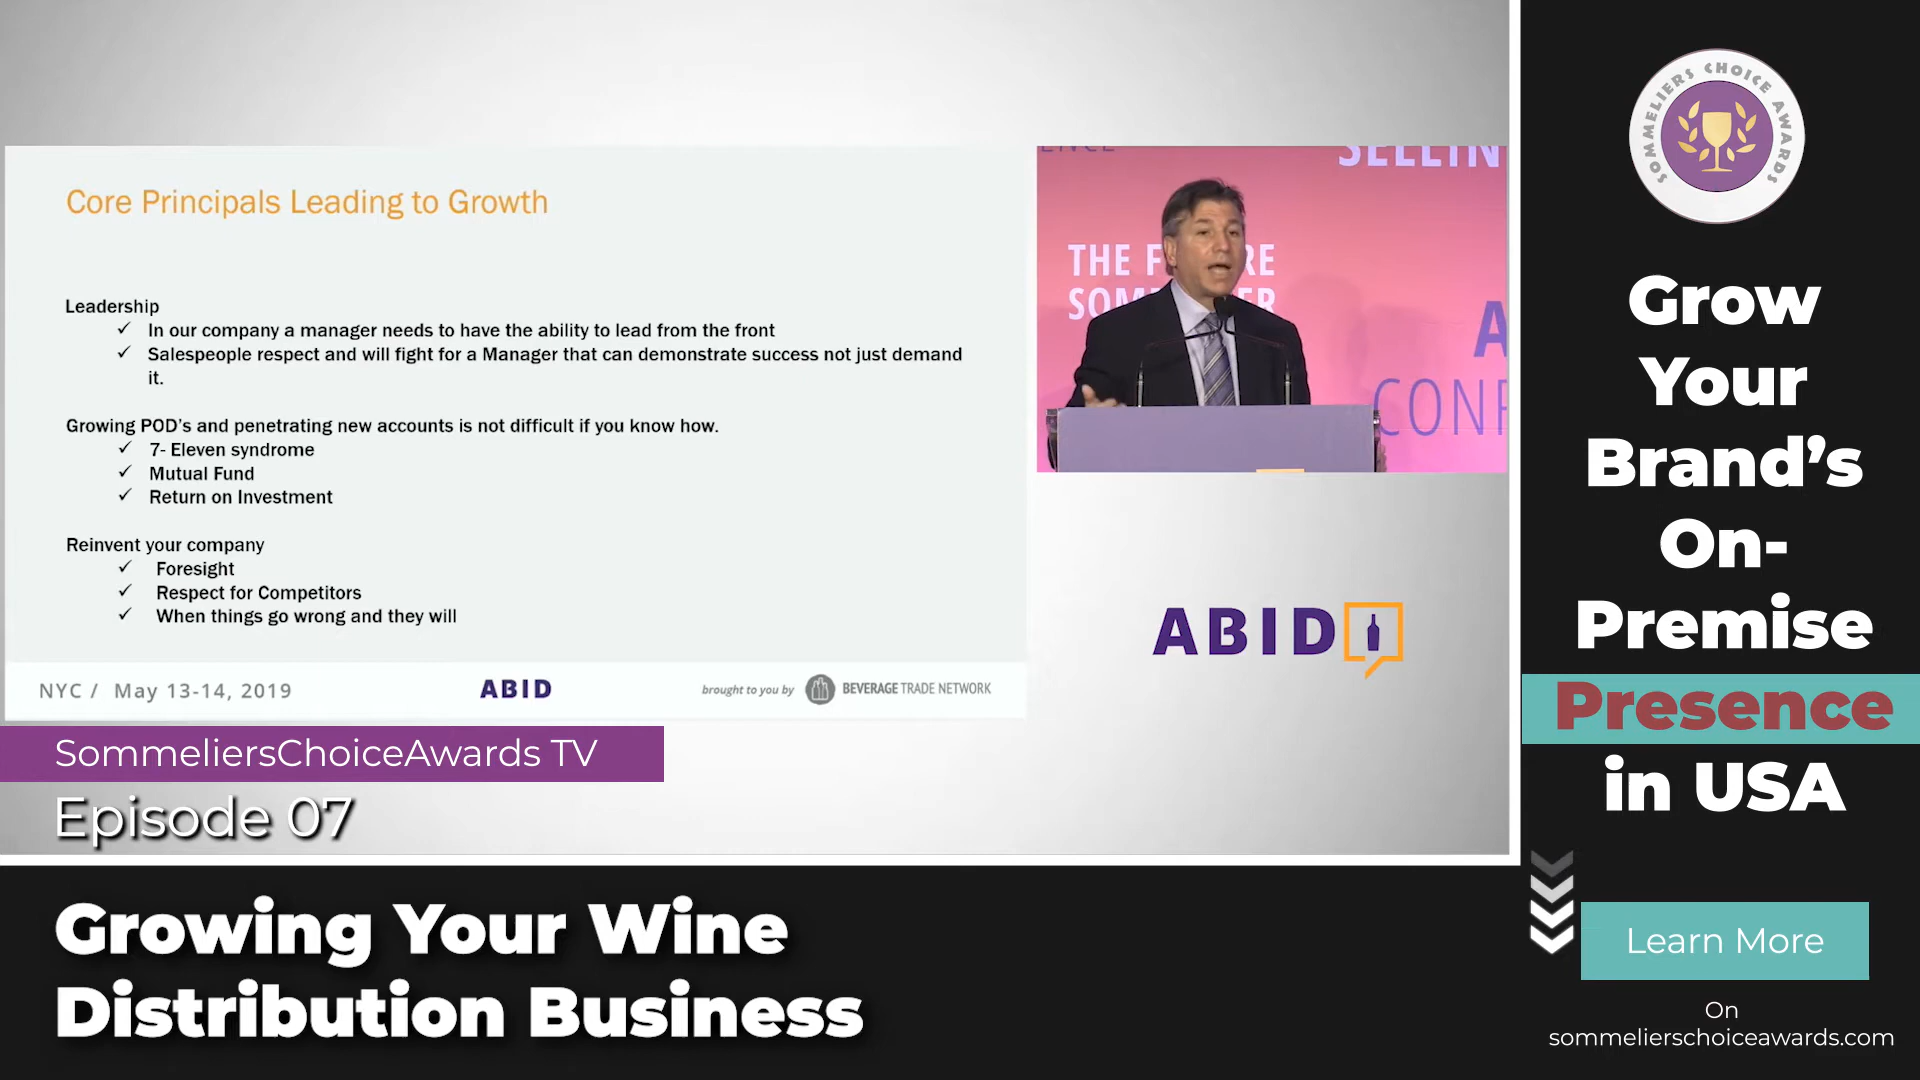 Core Principals Leading to Growth
Leadership
✓ In our company a manager needs to have the ability to lead from the front
✓ Salespeople respect and will fight for a Manager that can demonstrate success not just demand
it.
Growing POD's and penetrating new accounts is not difficult if you know how.
✓ 7- Eleven syndrome
✓ Mutual Fund
✓ Return on Investment
Reinvent your company
✓ Foresight
✓ Respect for Competitors
✓ When things go wrong and they will
NYC / May 13-14, 2019
ABID
brought to you by
BEVERAGE TRADE NETWORK
THE F RE
SOM ER
CONF
ABID
SommeliersChoiceAwards TV
Episode 07
Growing Your Wine
Distribution Business
SOMMELIERS CHOICE AWARDS
Grow
Your
Brand's
On-
Premise
Presence
in USA
Learn More
On
sommelierschoiceawards.com